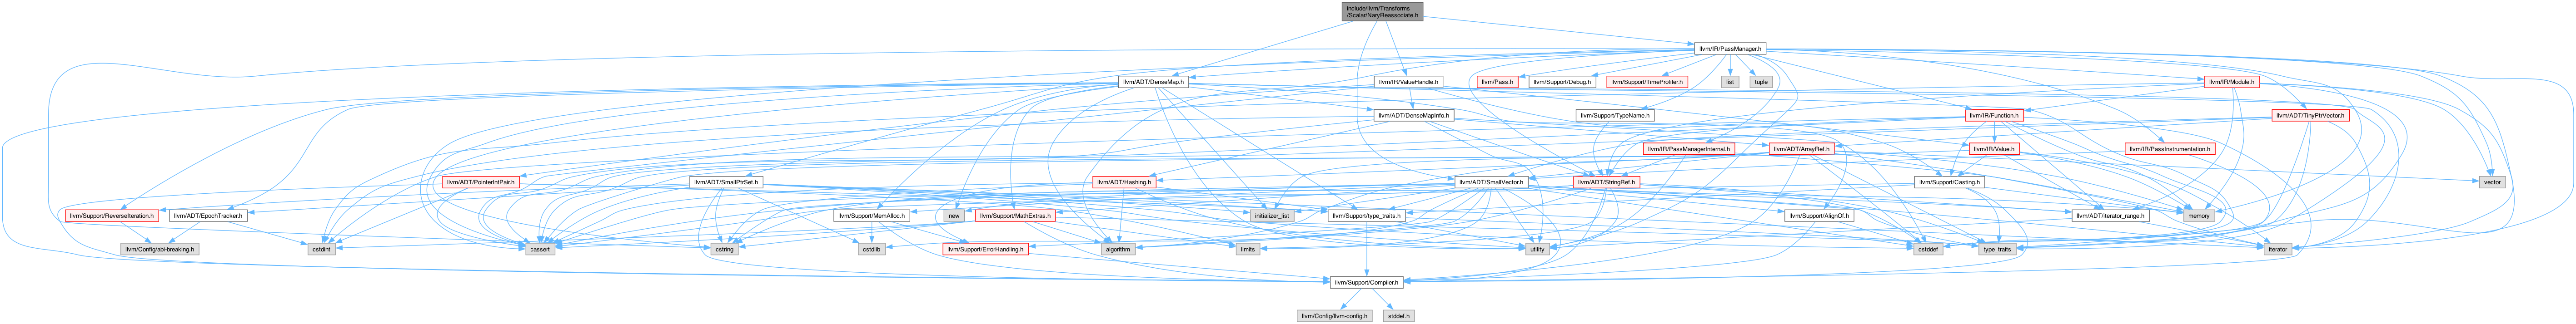 include/llvm/Transforms
/Scalar/NaryReassociate.h
llvm/IR/PassManager.h
llvm/ADT/DenseMap.h
llvm/IR/ValueHandle.h
llvm/Pass.h
llvm/Support/Debug.h
llvm/Support/TimeProfiler.h
list
tuple
llvm/IR/Module.h
llvm/ADT/DenseMapInfo.h
llvm/Support/TypeName.h
llvm/IR/Function.h
llvm/ADT/TinyPtrVector.h
llvm/IR/PassManagerInternal.h
llvm/ADT/ArrayRef.h
llvm/IR/Value.h
llvm/IR/PassInstrumentation.h
llvm/ADT/PointerIntPair.h
llvm/ADT/SmallPtrSet.h
llvm/ADT/Hashing.h
llvm/ADT/SmallVector.h
llvm/ADT/StringRef.h
llvm/Support/Casting.h
vector
llvm/Support/ReverseIteration.h
llvm/ADT/EpochTracker.h
llvm/Support/MemAlloc.h
new
llvm/Support/MathExtras.h
initializer_list
llvm/Support/type_traits.h
llvm/Support/AlignOf.h
llvm/ADT/iterator_range.h
memory
llvm/Config/abi-breaking.h
cstdint
cassert
cstring
cstdlib
llvm/Support/ErrorHandling.h
algorithm
limits
utility
cstddef
type_traits
iterator
llvm/Support/Compiler.h
llvm/Config/llvm-config.h
stddef.h